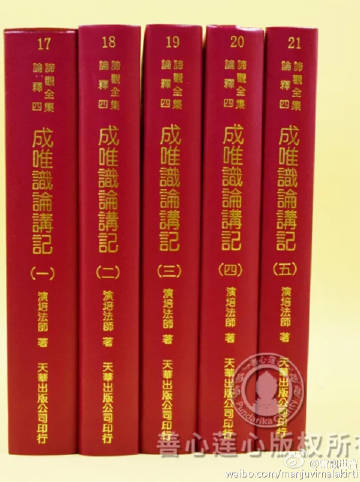 17
諦觀全集
論釋四
成唯識論講記
(一)
演培法師 著
天華出版公司印行
18
諦觀全集
論釋四
成唯識論講記
(二)
演培法師 著
天華出版公司印行
19
諦觀全集
論釋四
成唯識論講記
(三)
演培法師 著
天華出版公司印行
20
諦觀全集
論釋四
成唯識論講記
(四)
演培法師 著
天華出版公司印行
21
諦觀全集
論釋四
成唯識論講記
(五)
演培法師 著
天華出版公司印行
善心莲心版权所有
Pundarika
weibo.com/manjuvimalakirti